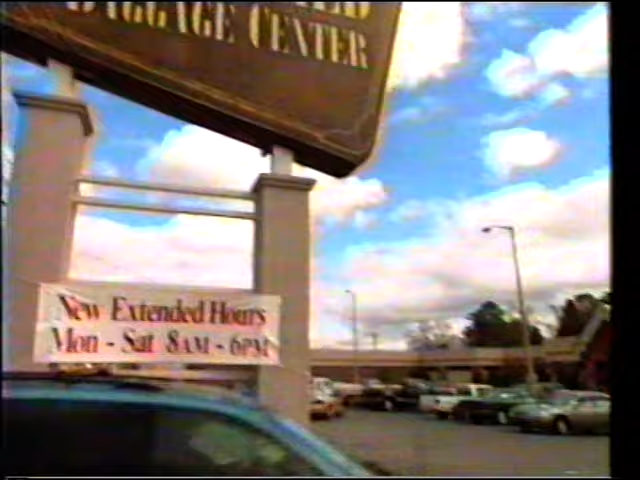 BAGGAGE CENTER
New Extended Hours
Mon - Sat 8AM - 6PM